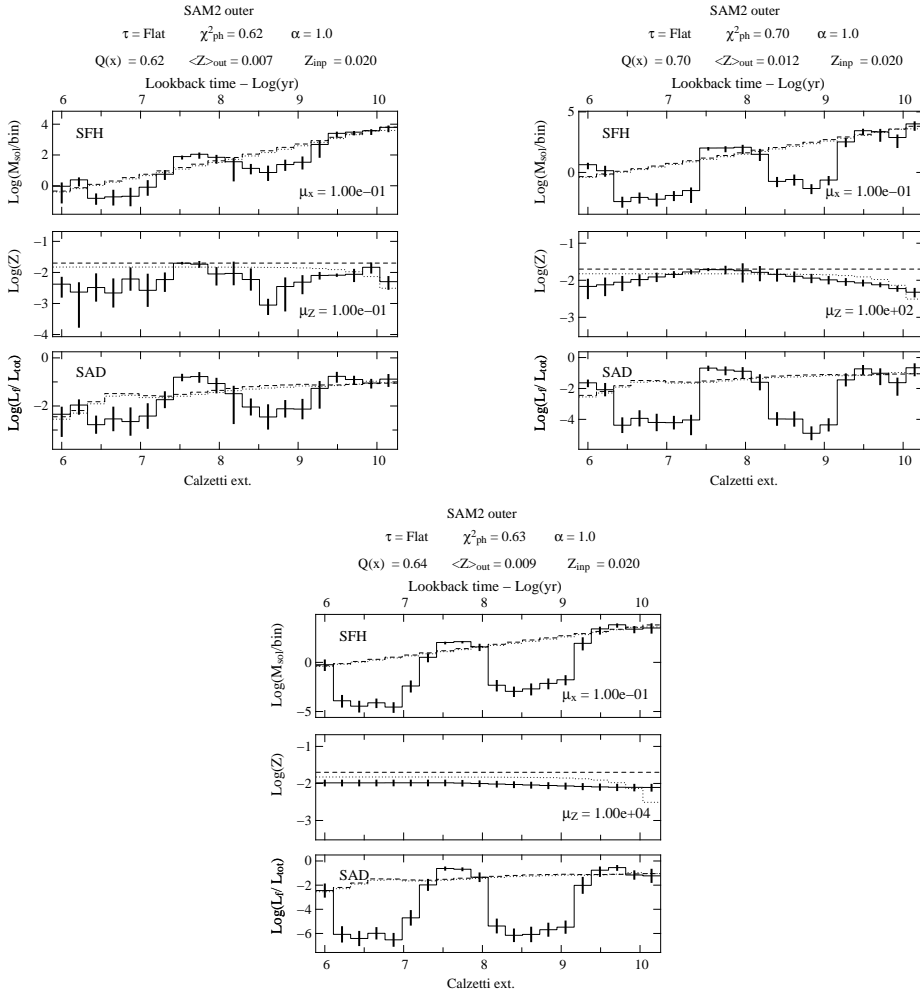 SAM2 outer
τ = Flat χ²ph = 0.62 α = 1.0
Q(x) = 0.62 <Z>out = 0.007 Zinp = 0.020
Lookback time − Log(yr)
6 7 8 9 10
Log(Msol/bin)
4
2
0
SFH
μx = 1.00e−01
Log(Z)
−1
−2
−3
−4
μZ = 1.00e−01
Log(Lf/ Ltot)
0
−2
SAD
6 7 8 9 10
Calzetti ext.
SAM2 outer
τ = Flat χ²ph = 0.70 α = 1.0
Q(x) = 0.70 <Z>out = 0.012 Zinp = 0.020
Lookback time − Log(yr)
6 7 8 9 10
Log(Msol/bin)
5
0
SFH
μx = 1.00e−01
Log(Z)
−1
−2
−3
μZ = 1.00e+02
Log(Lf/ Ltot)
0
−2
−4
SAD
6 7 8 9 10
Calzetti ext.
SAM2 outer
τ = Flat χ²ph = 0.63 α = 1.0
Q(x) = 0.64 <Z>out = 0.009 Zinp = 0.020
Lookback time − Log(yr)
6 7 8 9 10
Log(Msol/bin)
0
−5
SFH
μx = 1.00e−01
Log(Z)
−1
−2
−3
μZ = 1.00e+04
Log(Lf/ Ltot)
0
−2
−4
−6
SAD
6 7 8 9 10
Calzetti ext.